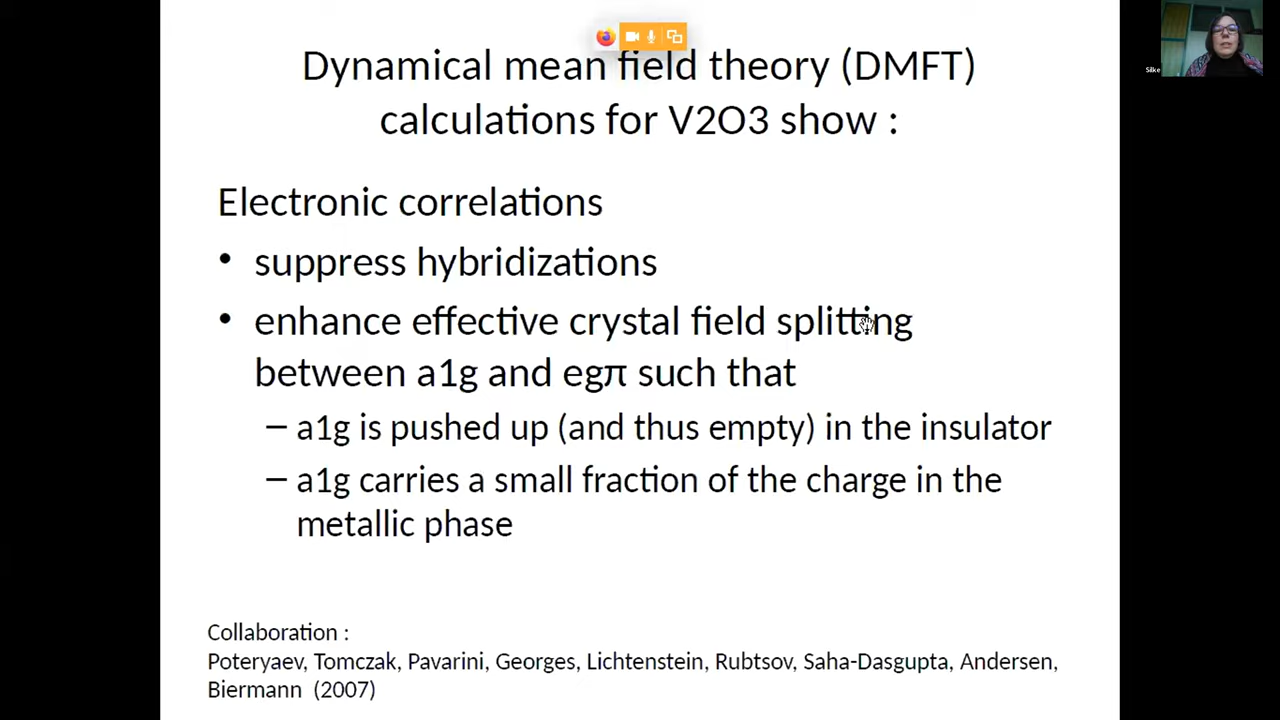 Silke
Dynamical mean field theory (DMFT)
calculations for V2O3 show :
Electronic correlations
• suppress hybridizations
• enhance effective crystal field splitting
between a1g and egπ such that
– a1g is pushed up (and thus empty) in the insulator
– a1g carries a small fraction of the charge in the
metallic phase
Collaboration :
Poteryaev, Tomczak, Pavarini, Georges, Lichtenstein, Rubtsov, Saha-Dasgupta, Andersen,
Biermann (2007)